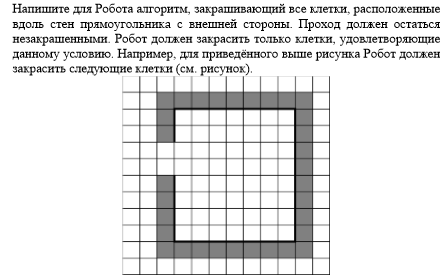 Напишите для Робота алгоритм, закрашивающий все клетки, расположенные
вдоль стен прямоугольника с внешней стороны. Проход должен остаться
незакрашенными. Робот должен закрасить только клетки, удовлетворяющие
данному условию. Например, для приведённого выше рисунка Робот должен
закрасить следующие клетки (см. рисунок).